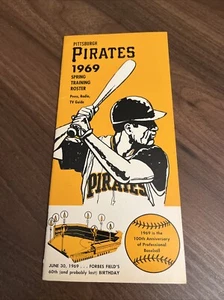 PITTSBURGH
PIRATES
1969
SPRING
TRAINING
ROSTER
Press, Radio,
TV Guide
PIRATES
1969 is the
100th Anniversary
of Professional
Baseball
JUNE 30, 1969 . . . FORBES FIELD'S
60th (and probably last) BIRTHDAY